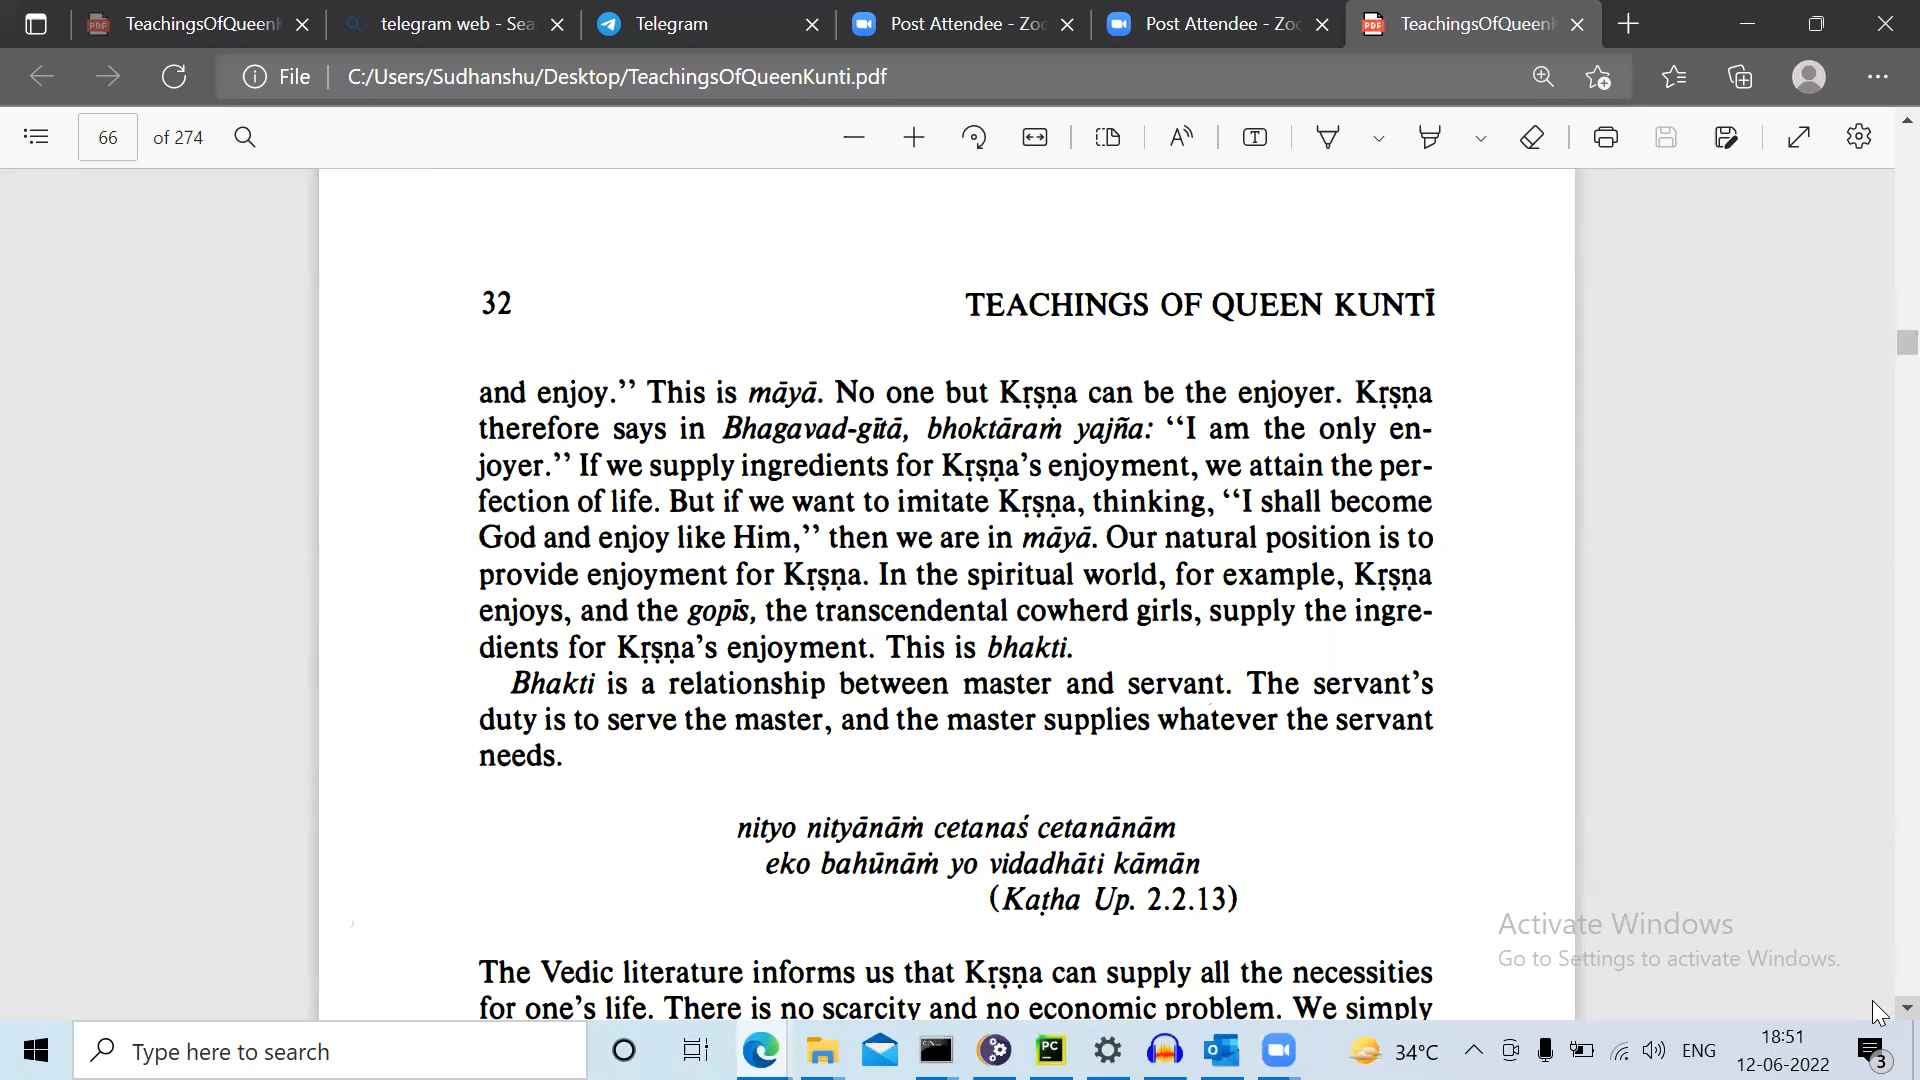 TeachingsOfQueenK
telegram web - Sea
Telegram
Post Attendee - Zoo
Post Attendee - Zoo
TeachingsOfQueenK
File
C:/Users/Sudhanshu/Desktop/TeachingsOfQueenKunti.pdf
66 of 274
32 TEACHINGS OF QUEEN KUNTĪ
and enjoy.’’ This is māyā. No one but Kṛṣṇa can be the enjoyer. Kṛṣṇa
therefore says in Bhagavad-gītā, bhoktāraṁ yajña: ‘‘I am the only en-
joyer.’’ If we supply ingredients for Kṛṣṇa’s enjoyment, we attain the per-
fection of life. But if we want to imitate Kṛṣṇa, thinking, ‘‘I shall become
God and enjoy like Him,’’ then we are in māyā. Our natural position is to
provide enjoyment for Kṛṣṇa. In the spiritual world, for example, Kṛṣṇa
enjoys, and the gopīs, the transcendental cowherd girls, supply the ingre-
dients for Kṛṣṇa’s enjoyment. This is bhakti.
Bhakti is a relationship between master and servant. The servant’s
duty is to serve the master, and the master supplies whatever the servant
needs.
nityo nityānāṁ cetanaś cetanānām
eko bahūnāṁ yo vidadhāti kāmān
(Kaṭha Up. 2.2.13)
The Vedic literature informs us that Kṛṣṇa can supply all the necessities
for one’s life. There is no scarcity and no economic problem. We simply
Activate Windows
Go to Settings to activate Windows.
Type here to search
PC
34°C
ENG
18:51
12-06-2022
3